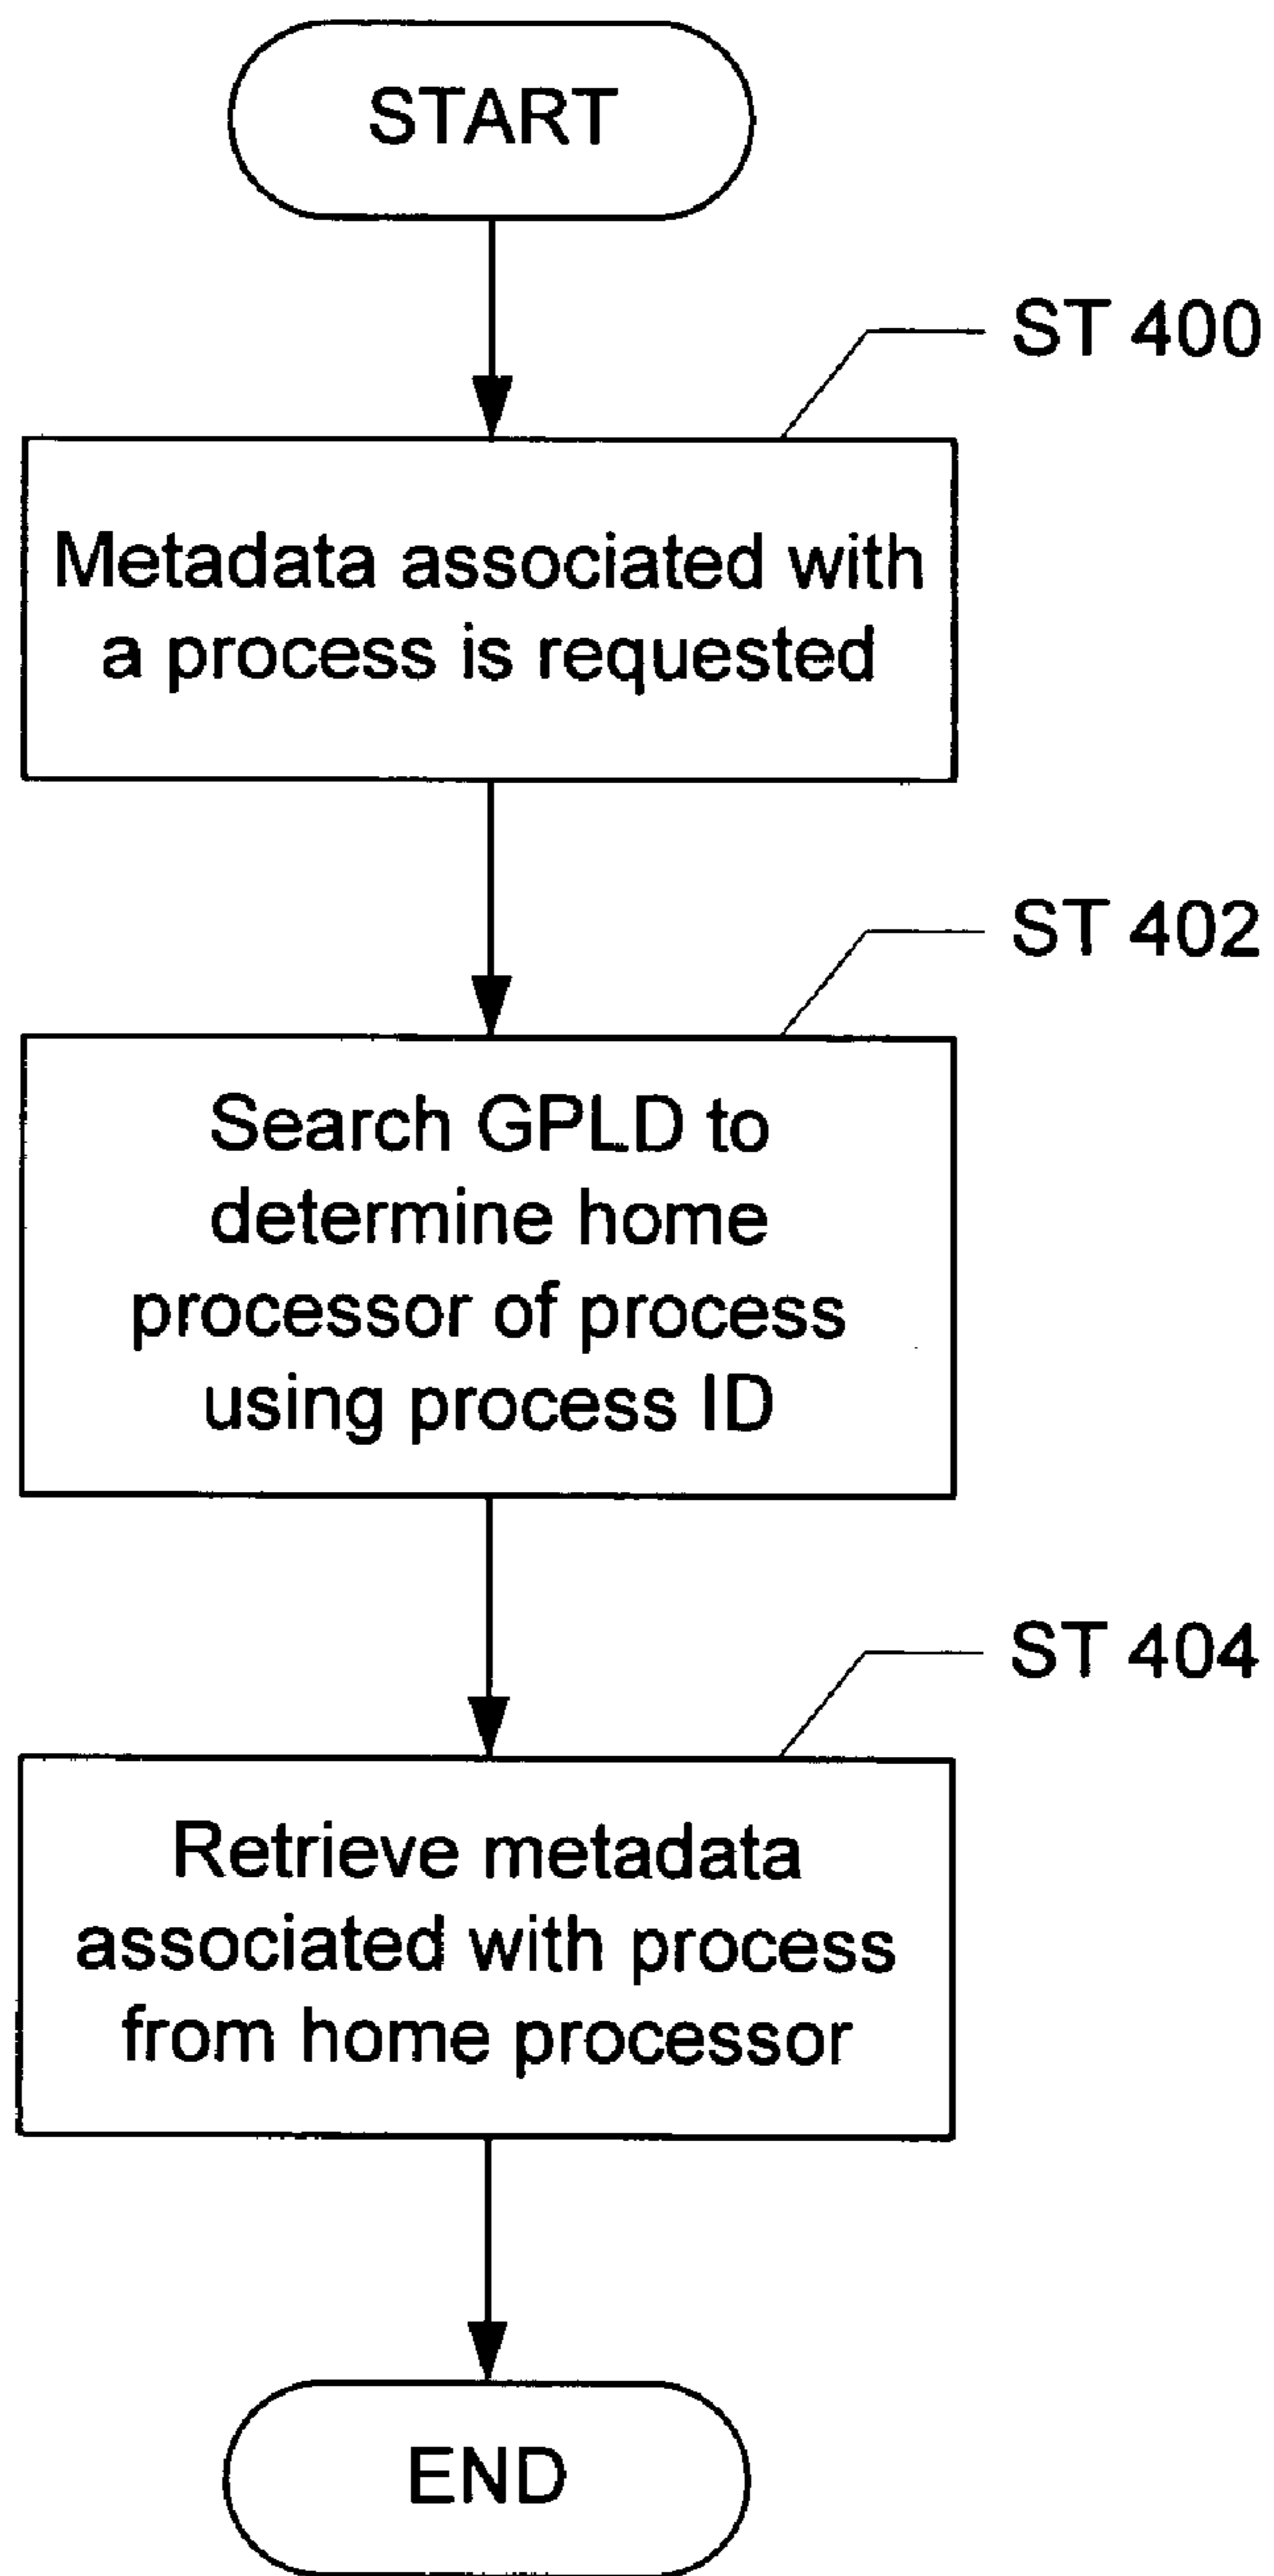 START
ST 400
Metadata associated with
a process is requested
ST 402
Search GPLD to
determine home
processor of process
using process ID
ST 404
Retrieve metadata
associated with process
from home processor
END